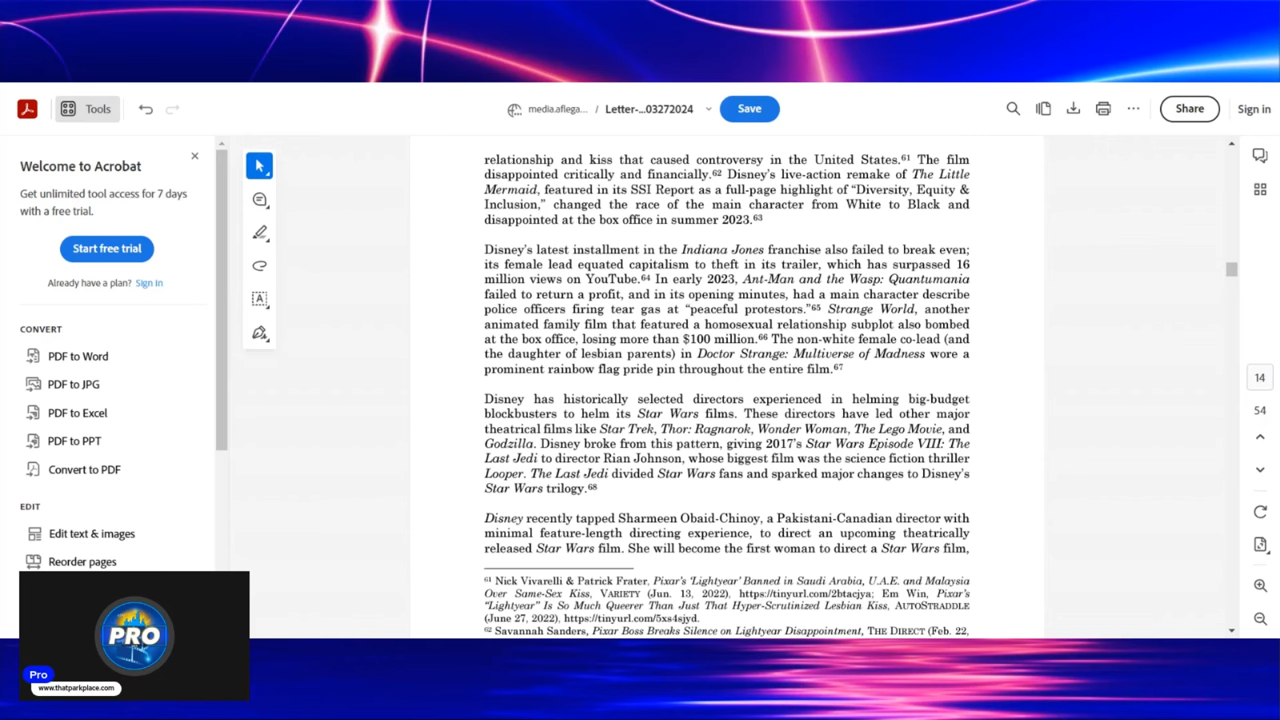 Tools
media.aflega... / Letter-...03272024
Save
Share
Sign in
Welcome to Acrobat
Get unlimited tool access for 7 days
with a free trial.
Start free trial
Already have a plan? Sign In
CONVERT
PDF to Word
PDF to JPG
PDF to Excel
PDF to PPT
Convert to PDF
EDIT
Edit text & images
Reorder pages
relationship and kiss that caused controversy in the United States.61 The film
disappointed critically and financially.62 Disney's live-action remake of The Little
Mermaid, featured in its SSI Report as a full-page highlight of “Diversity, Equity &
Inclusion,” changed the race of the main character from White to Black and
disappointed at the box office in summer 2023.63
Disney's latest installment in the Indiana Jones franchise also failed to break even;
its female lead equated capitalism to theft in its trailer, which has surpassed 16
million views on YouTube.64 In early 2023, Ant-Man and the Wasp: Quantumania
failed to return a profit, and in its opening minutes, had a main character describe
police officers firing tear gas at “peaceful protestors.”65 Strange World, another
animated family film that featured a homosexual relationship subplot also bombed
at the box office, losing more than $100 million.66 The non-white female co-lead (and
the daughter of lesbian parents) in Doctor Strange: Multiverse of Madness wore a
prominent rainbow flag pride pin throughout the entire film.67
Disney has historically selected directors experienced in helming big-budget
blockbusters to helm its Star Wars films. These directors have led other major
theatrical films like Star Trek, Thor: Ragnarok, Wonder Woman, The Lego Movie, and
Godzilla. Disney broke from this pattern, giving 2017's Star Wars Episode VIII: The
Last Jedi to director Rian Johnson, whose biggest film was the science fiction thriller
Looper. The Last Jedi divided Star Wars fans and sparked major changes to Disney's
Star Wars trilogy.68
Disney recently tapped Sharmeen Obaid-Chinoy, a Pakistani-Canadian director with
minimal feature-length directing experience, to direct an upcoming theatrically
released Star Wars film. She will become the first woman to direct a Star Wars film,
61 Nick Vivarelli & Patrick Frater, Pixar's ‘Lightyear’ Banned in Saudi Arabia, U.A.E. and Malaysia
Over Same-Sex Kiss, VARIETY (Jun. 13, 2022), https://tinyurl.com/2btacjya; Em Win, Pixar's
“Lightyear” Is So Much Queerer Than Just That Hyper-Scrutinized Lesbian Kiss, AUTOSTRADDLE
(June 27, 2022), https://tinyurl.com/5xs4sjyd.
62 Savannah Sanders, Pixar Boss Breaks Silence on Lightyear Disappointment, THE DIRECT (Feb. 22,
14
54
PRO
Pro
www.thatparkplace.com